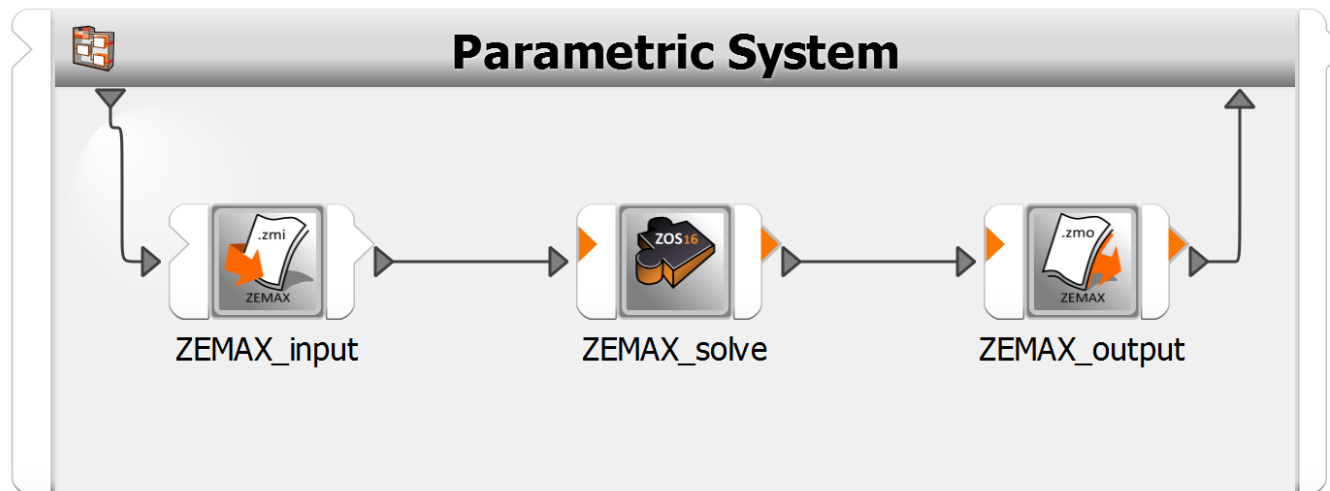 Parametric System
.zmi
ZEMAX
ZOS16
.zmo
ZEMAX
ZEMAX_input
ZEMAX_solve
ZEMAX_output